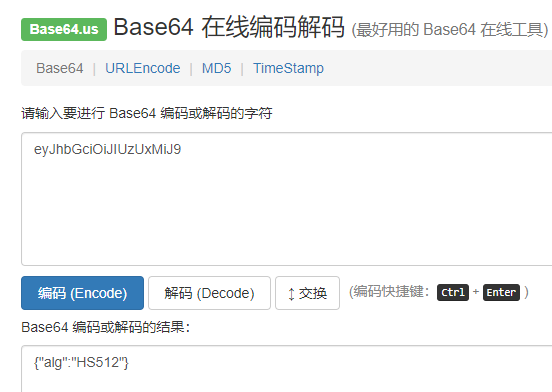 Base64.us Base64 在线编码解码 (最好用的 Base64 在线工具)
Base64 | URLEncode | MD5 | TimeStamp
请输入要进行 Base64 编码或解码的字符
eyJhbGciOiJIUzUxMiJ9
编码 (Encode) 解码 (Decode) ↕ 交换 (编码快捷键: Ctrl + Enter )
Base64 编码或解码的结果:
{"alg":"HS512"}